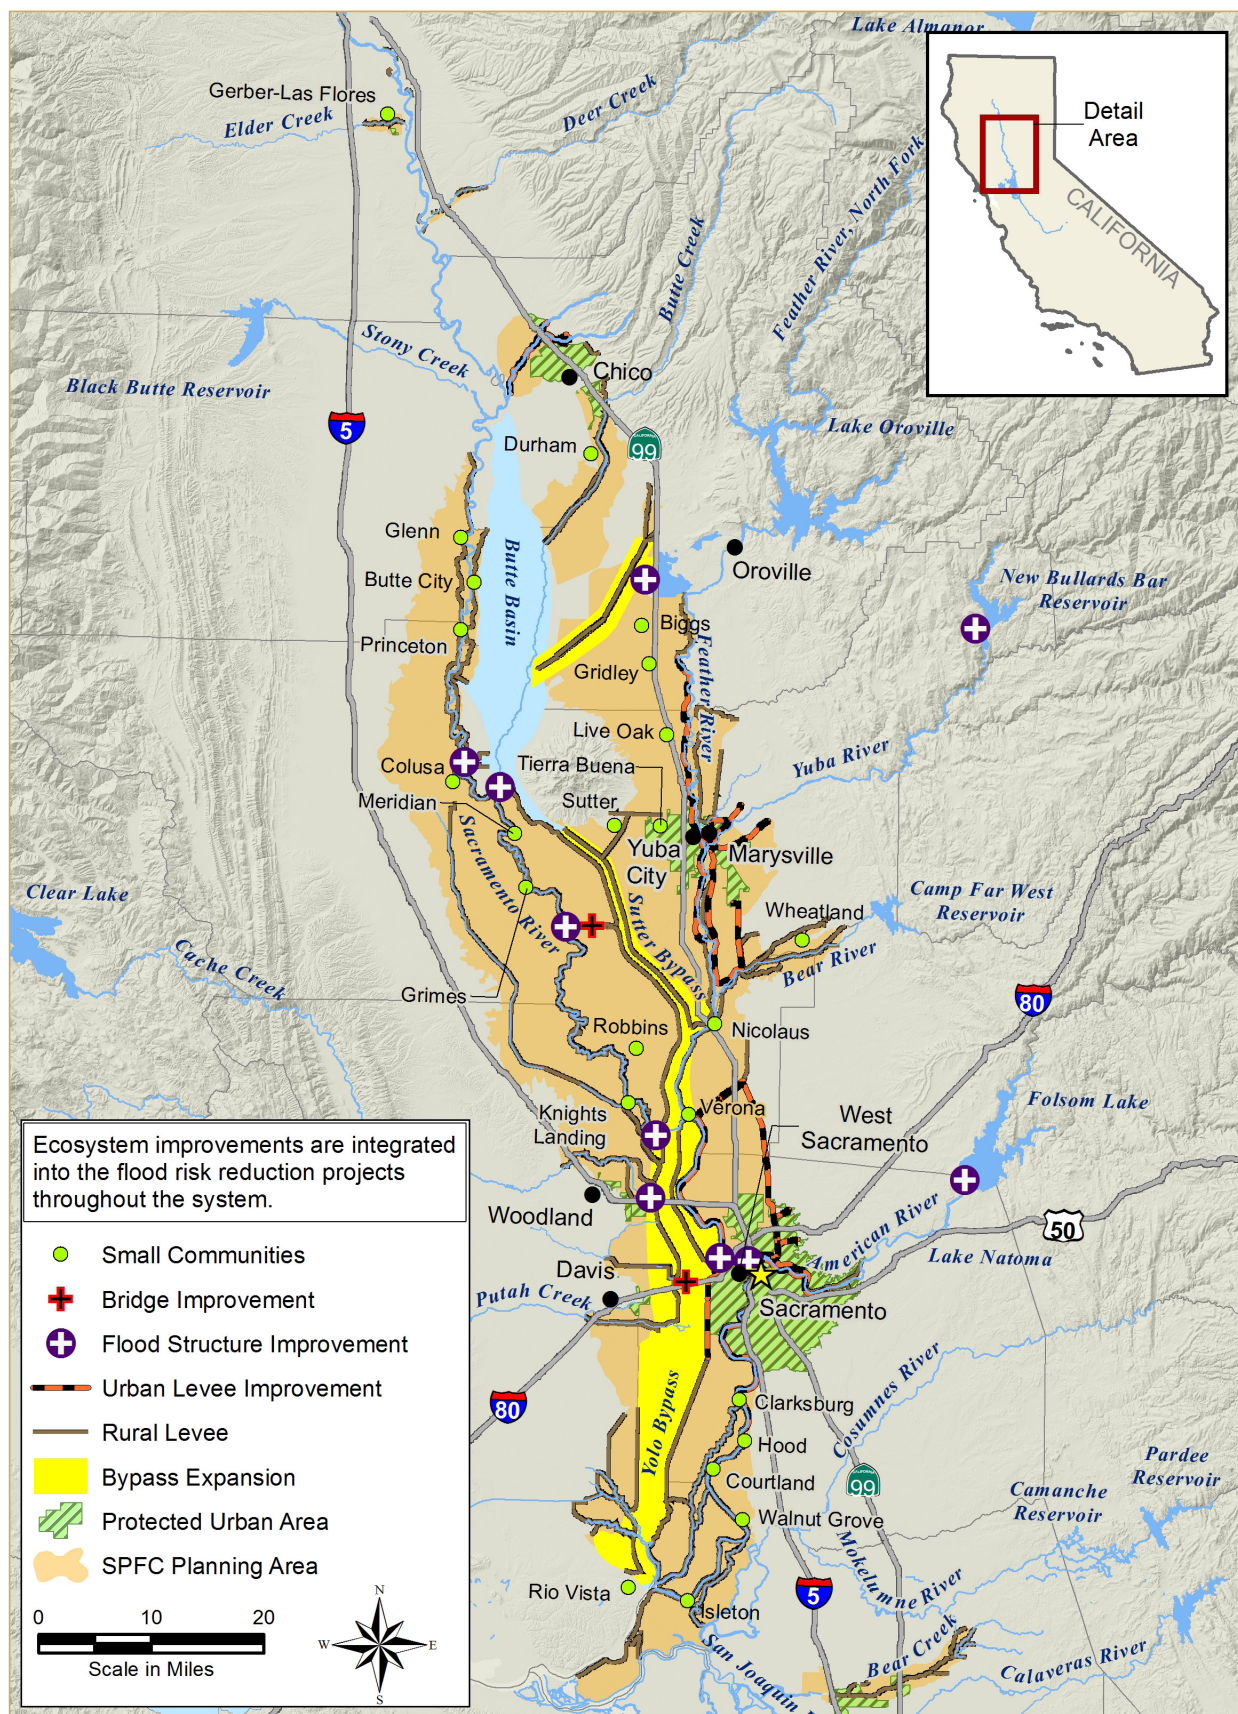 Lake Almanor
Detail
Area
CALIFORNIA
Gerber-Las Flores
Elder Creek
Deer Creek
Feather River, North Fork
Butte Creek
Stony Creek
Black Butte Reservoir
5
Chico
Lake Oroville
Durham
CALIFORNIA
99
Glenn
Butte City
Butte Basin
Oroville
New Bullards Bar
Reservoir
Princeton
Biggs
Gridley
Feather River
Live Oak
Yuba River
Colusa
Tierra Buena
Meridian
Sutter
Yuba
City
Marysville
Sacramento River
Clear Lake
Camp Far West
Reservoir
Wheatland
Sutter Bypass
Bear River
Cache Creek
Grimes
80
Robbins
Nicolaus
Folsom Lake
Knights
Landing
Verona
West
Sacramento
Woodland
American River
50
Lake Natoma
Davis
Putah Creek
Sacramento
Yolo Bypass
80
Clarksburg
Cosumnes River
Hood
Courtland
CALIFORNIA
99
Pardee
Reservoir
Camanche
Reservoir
Walnut Grove
Mokelumne River
Rio Vista
5
Isleton
San Joaquin
Bear Creek
Calaveras River
Ecosystem improvements are integrated
into the flood risk reduction projects
throughout the system.
Small Communities
Bridge Improvement
Flood Structure Improvement
Urban Levee Improvement
Rural Levee
Bypass Expansion
Protected Urban Area
SPFC Planning Area
0 10 20
Scale in Miles
N
W E
S